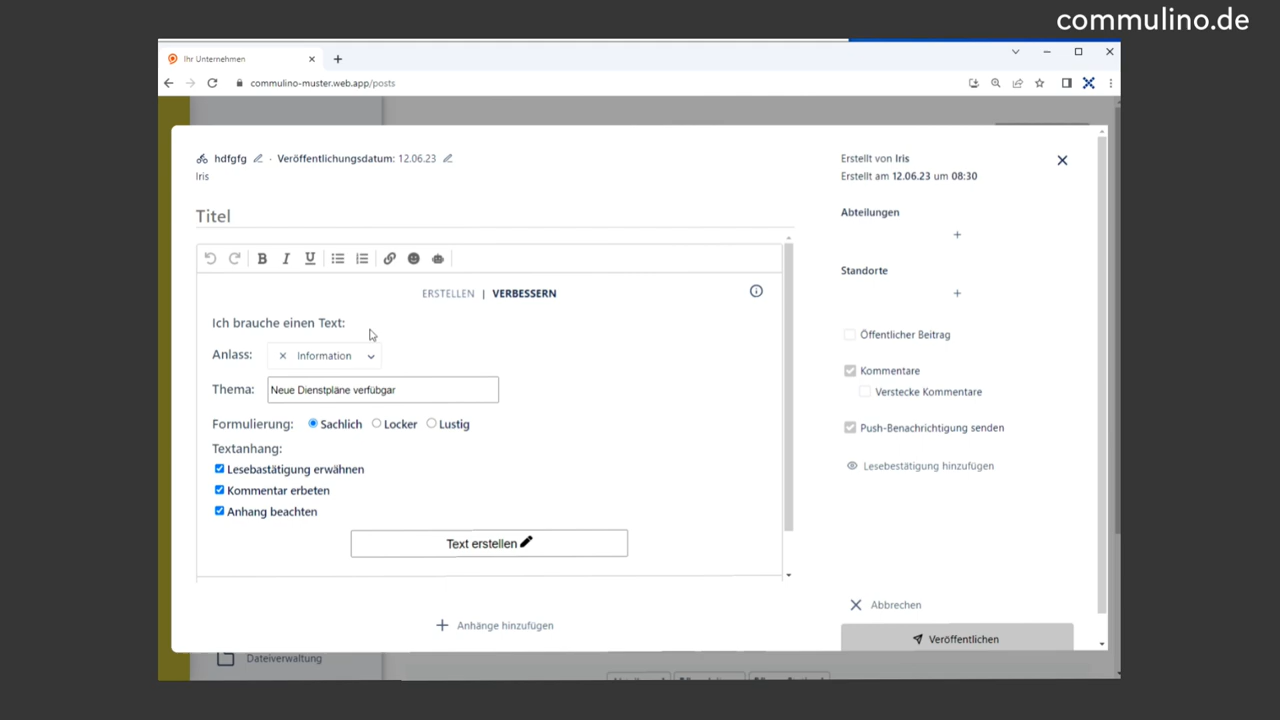 commulino.de
Ihr Unternehmen
commulino-muster.web.app/posts
hdfgfg · Veröffentlichungsdatum: 12.06.23
Iris
Titel
B I U
ERSTELLEN | VERBESSERN
Ich brauche einen Text:
Anlass: × Information
Thema: Neue Dienstpläne verfübgar
Formulierung: Sachlich Locker Lustig
Textanhang:
Lesebastätigung erwähnen
Kommentar erbeten
Anhang beachten
Text erstellen
+ Anhänge hinzufügen
Erstellt von Iris
Erstellt am 12.06.23 um 08:30
Abteilungen
+
Standorte
+
Öffentlicher Beitrag
Kommentare
Verstecke Kommentare
Push-Benachrichtigung senden
Lesebestätigung hinzufügen
Abbrechen
Veröffentlichen
Dateiverwaltung